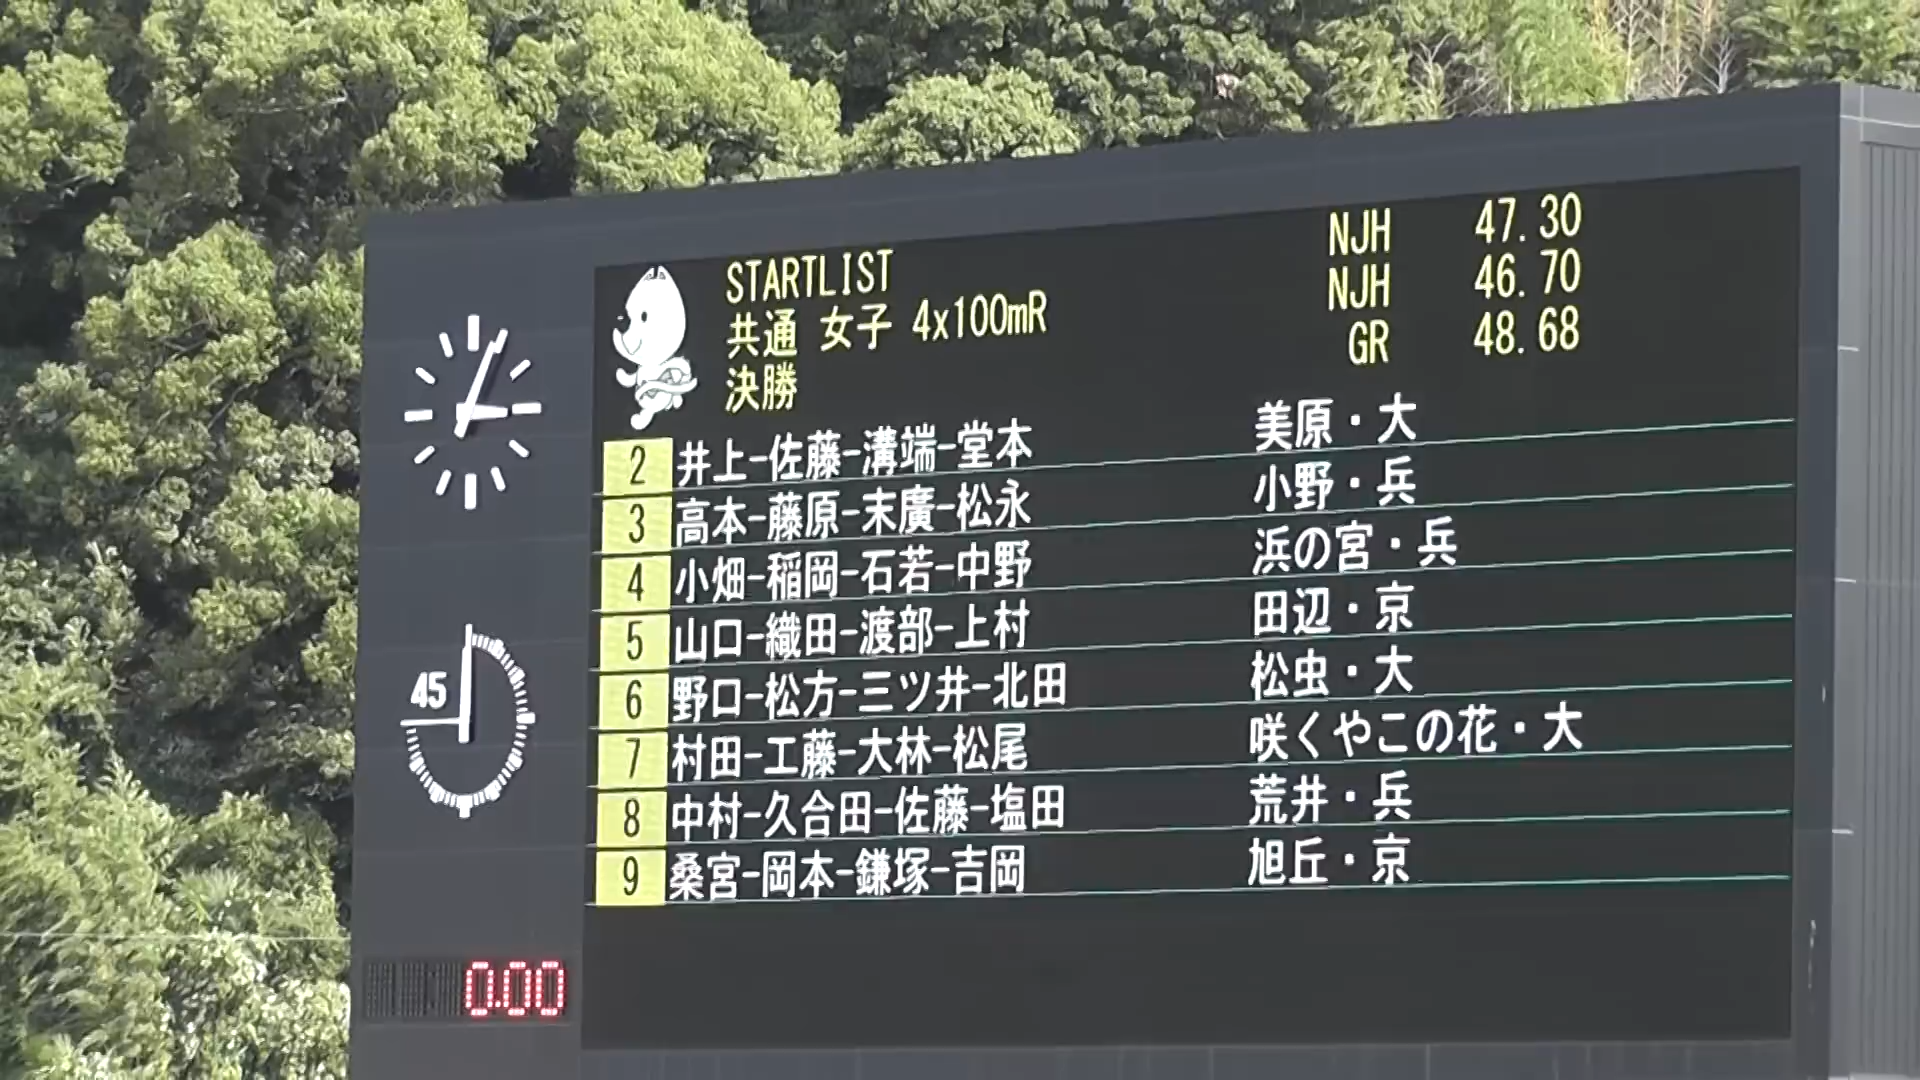 STARTLIST
共通 女子 4x100mR
決勝
NJH 47.30
NJH 46.70
GR 48.68
2 井上-佐藤-溝端-堂本 美原・大
3 高本-藤原-末廣-松永 小野・兵
4 小畑-稲岡-石若-中野 浜の宮・兵
5 山口-織田-渡部-上村 田辺・京
6 野口-松方-三ツ井-北田 松虫・大
7 村田-工藤-大林-松尾 咲くやこの花・大
8 中村-久合田-佐藤-塩田 荒井・兵
9 桑宮-岡本-鎌塚-吉岡 旭丘・京
45
0.00